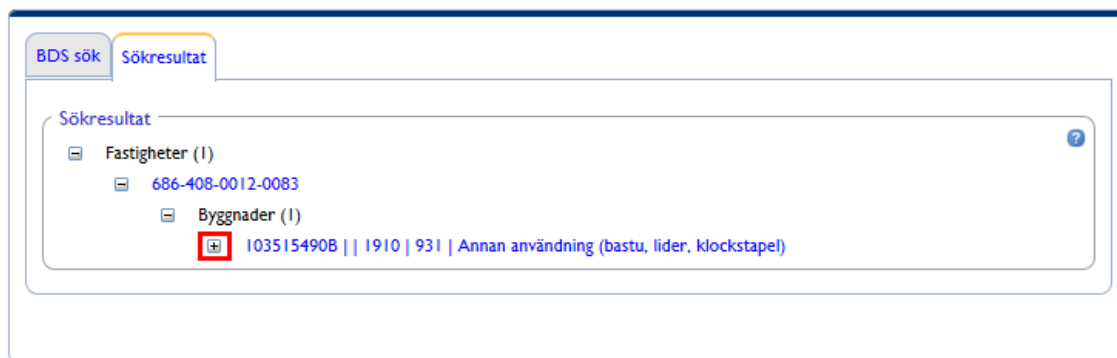 BDS sök Sökresultat
Sökresultat
Fastigheter (1)
686-408-0012-0083
Byggnader (1)
103515490B | | 1910 | 931 | Annan användning (bastu, lider, klockstapel)